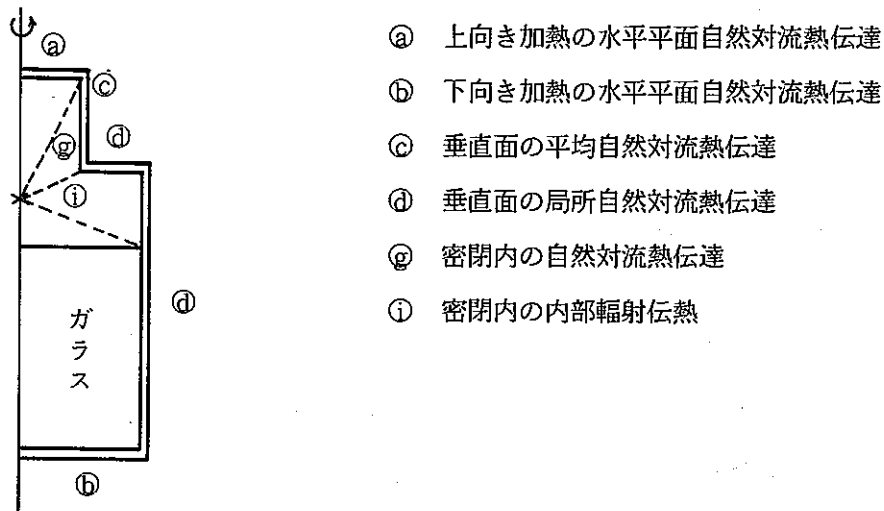 ⓐ
ⓒ
ⓓ
ⓖ
ⓘ
ガラス
ⓓ
ⓑ
ⓐ 上向き加熱の水平平面自然対流熱伝達
ⓑ 下向き加熱の水平平面自然対流熱伝達
ⓒ 垂直面の平均自然対流熱伝達
ⓓ 垂直面の局所自然対流熱伝達
ⓖ 密閉内の自然対流熱伝達
ⓘ 密閉内の内部輻射伝熱